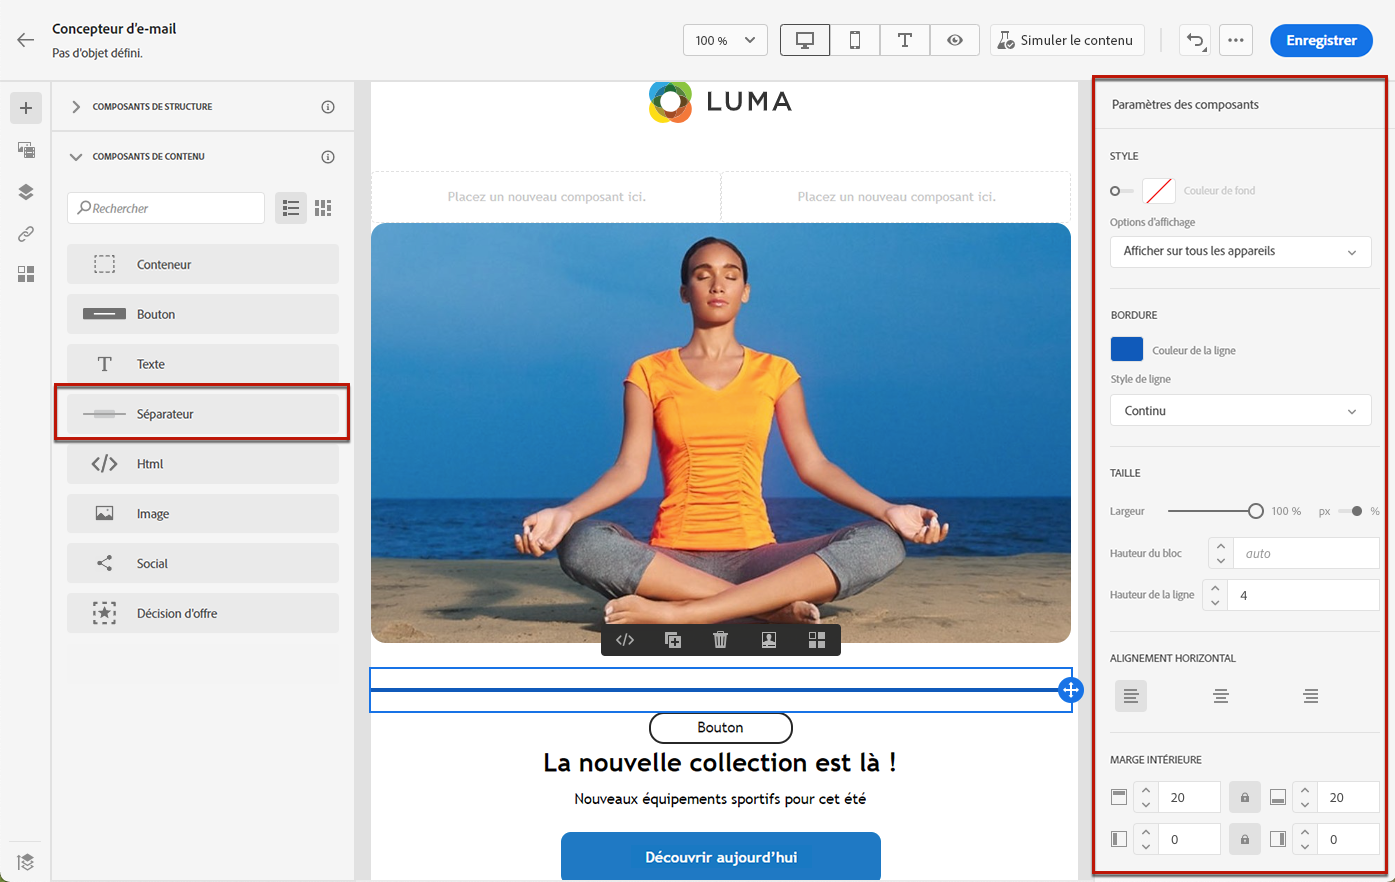 Concepteur d'e-mail
Pas d'objet défini.
100 %
Simuler le contenu
Enregistrer
COMPOSANTS DE STRUCTURE
COMPOSANTS DE CONTENU
Rechercher
Conteneur
Bouton
Texte
Séparateur
Html
Image
Social
Décision d'offre
LUMA
Placez un nouveau composant ici.
Placez un nouveau composant ici.
Bouton
La nouvelle collection est là !
Nouveaux équipements sportifs pour cet été
Découvrir aujourd'hui
Paramètres des composants
STYLE
Couleur de fond
Options d'affichage
Afficher sur tous les appareils
BORDURE
Couleur de la ligne
Style de ligne
Continu
TAILLE
Largeur 100 % px %
Hauteur du bloc auto
Hauteur de la ligne 4
ALIGNEMENT HORIZONTAL
MARGE INTÉRIEURE
20 20
0 0